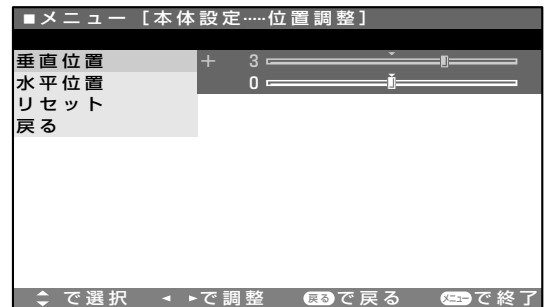 ■メニュー [本体設定……位置調整]
垂直位置 + 3
水平位置 0
リセット
戻る
で選択 ◂ ▸で調整 戻るで戻る メニューで終了